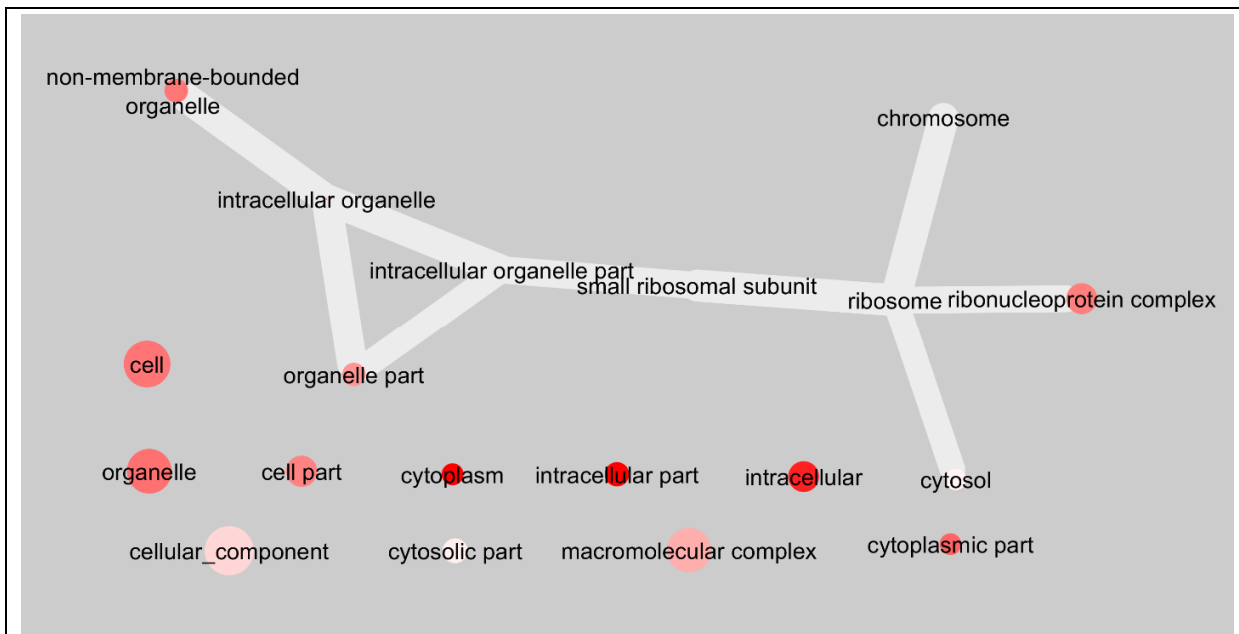 non-membrane-bounded
organelle
chromosome
intracellular organelle
intracellular organelle part
small ribosomal subunit
ribosome
ribonucleoprotein complex
cell
organelle part
organelle
cell part
cytoplasm
intracellular part
intracellular
cytosol
cellular_component
cytosolic part
macromolecular complex
cytoplasmic part